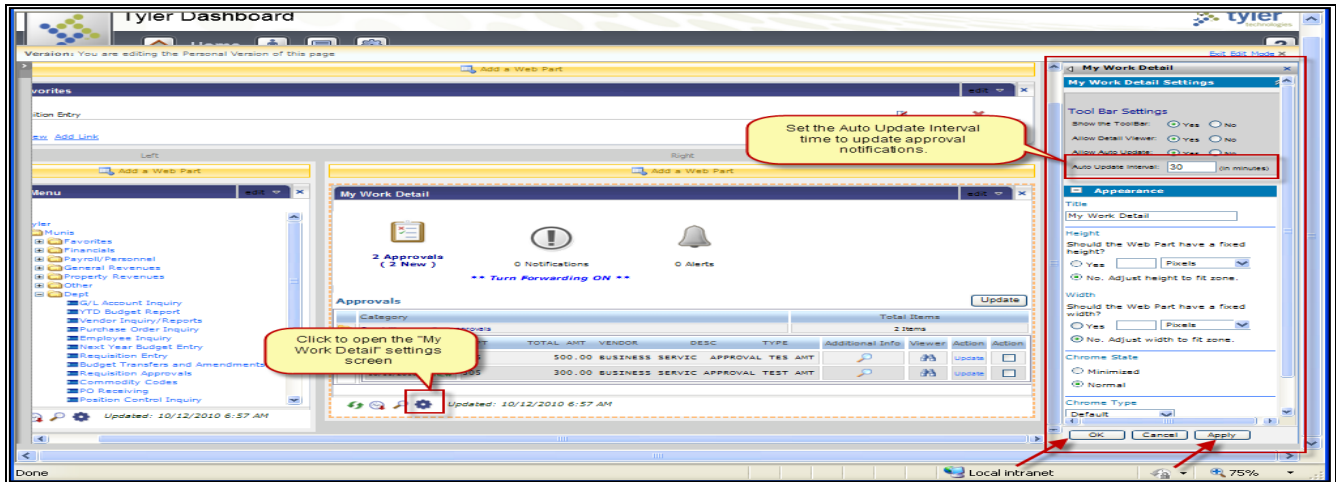 Tyler Dashboard
tyler
technologies
Home
Version: You are editing the Personal Version of this page
Exit Edit Mode X
Add a Web Part
vorites
edit
ition Entry
ew Add Link
Left
Right
Add a Web Part
Add a Web Part
Menu
edit
yler
Munis
Favorites
Financials
Payroll/Personnel
General Revenues
Property Revenues
Other
Dept
G/L Account Inquiry
YTD Budget Report
Vendor Inquiry/Reports
Purchase Order Inquiry
Employee Inquiry
Next Year Budget Entry
Requisition Entry
Budget Transfers and Amendments
Requisition Approvals
Commodity Codes
PO Receiving
Position Control Inquiry
Updated: 10/12/2010 6:57 AM
My Work Detail
edit
2 Approvals
( 2 New )
0 Notifications
0 Alerts
** Turn Forwarding ON **
Approvals
Update
Category
Total Items
2 Items
TOTAL AMT VENDOR DESC TYPE Additional Info Viewer Action Action
500.00 BUSINESS SERVIC APPROVAL TES AMT Update
305 300.00 BUSINESS SERVIC APPROVAL TEST AMT Update
Updated: 10/12/2010 6:57 AM
Click to open the "My
Work Detail" settings
screen
Set the Auto Update Interval
time to update approval
notifications.
My Work Detail
My Work Detail Settings
Tool Bar Settings
Show the ToolBar: Yes No
Allow Detail Viewer: Yes No
Allow Auto Update: Yes No
Auto Update Interval: 30 (in minutes)
Appearance
Title
My Work Detail
Height
Should the Web Part have a fixed
height?
Yes Pixels
No. Adjust height to fit zone.
Width
Should the Web Part have a fixed
width?
Yes Pixels
No. Adjust width to fit zone.
Chrome State
Minimized
Normal
Chrome Type
Default
OK Cancel Apply
Done
Local intranet
75%